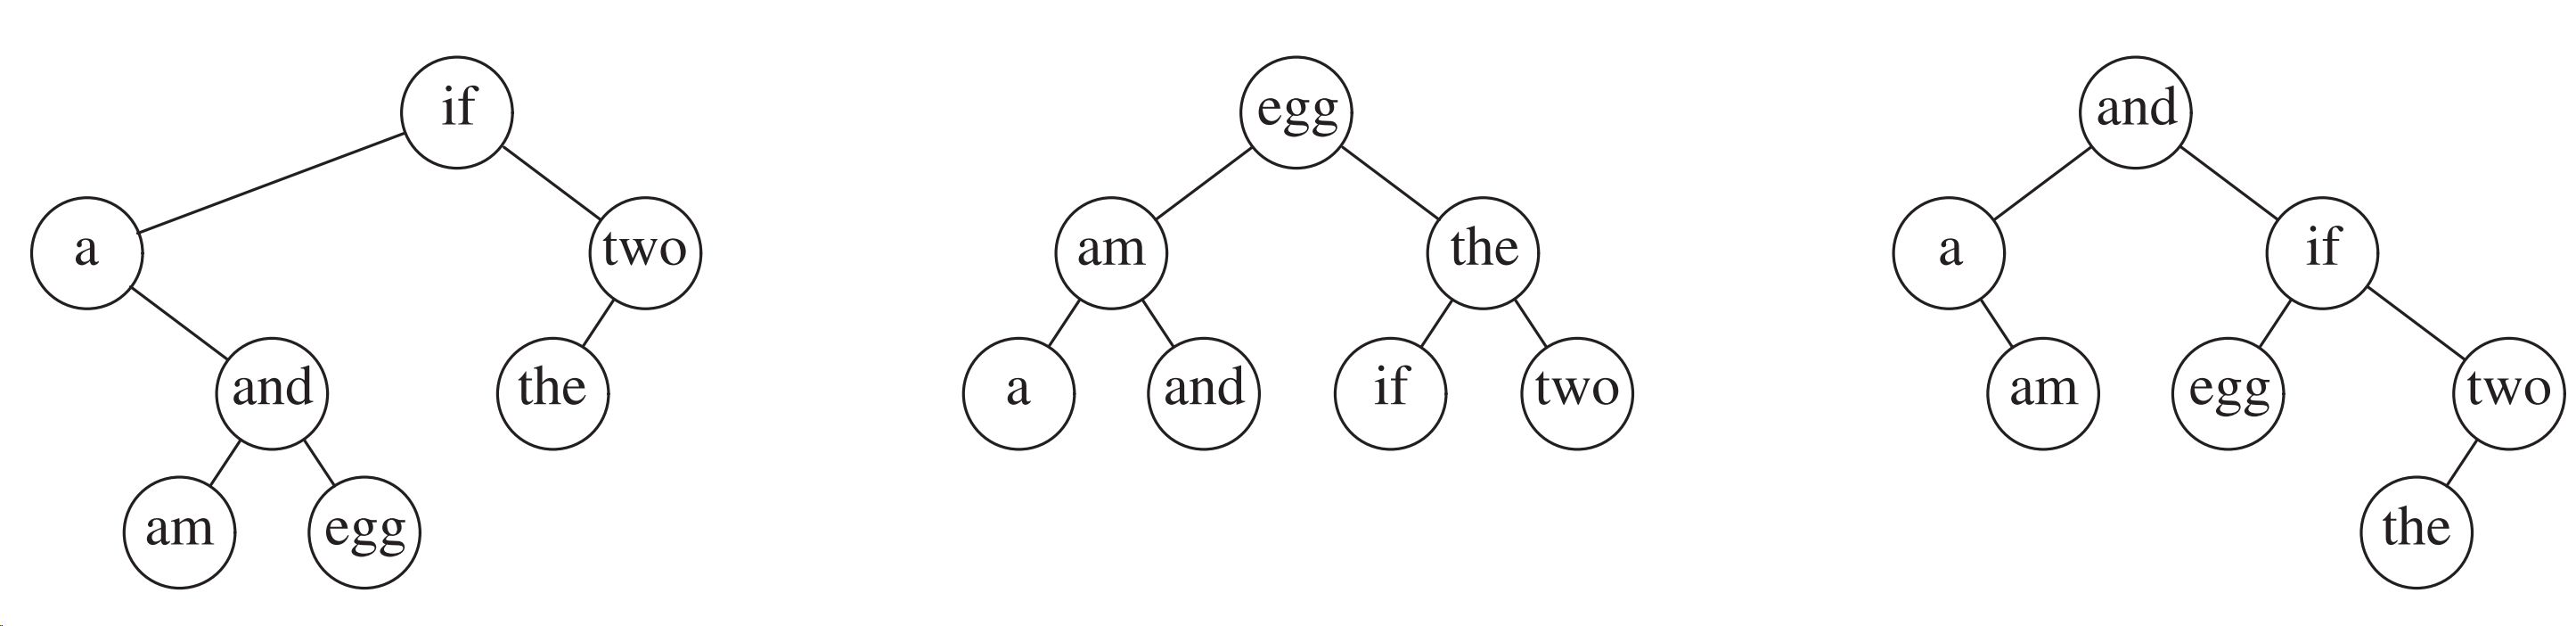 if egg and
a two am the a if
and the a and if two am egg two
am egg the